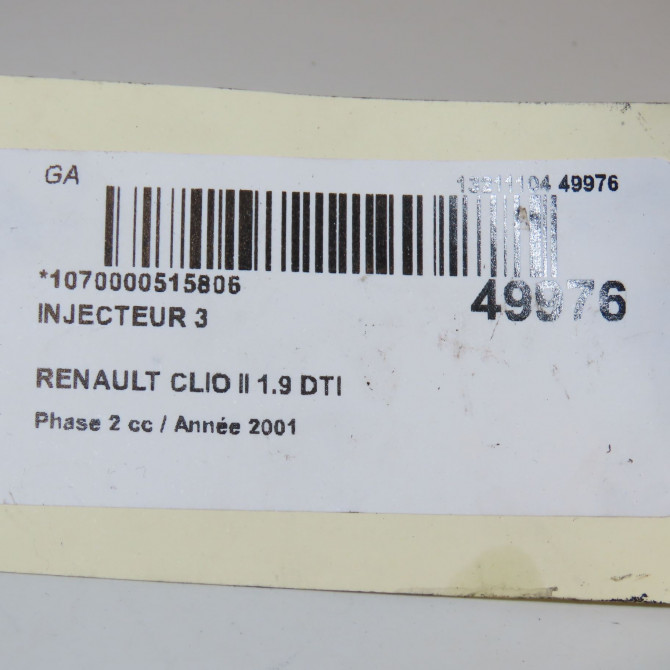 GA
49976
*1070000515806
49976
INJECTEUR 3
RENAULT CLIO II 1.9 DTI
Phase 2 cc / Année 2001